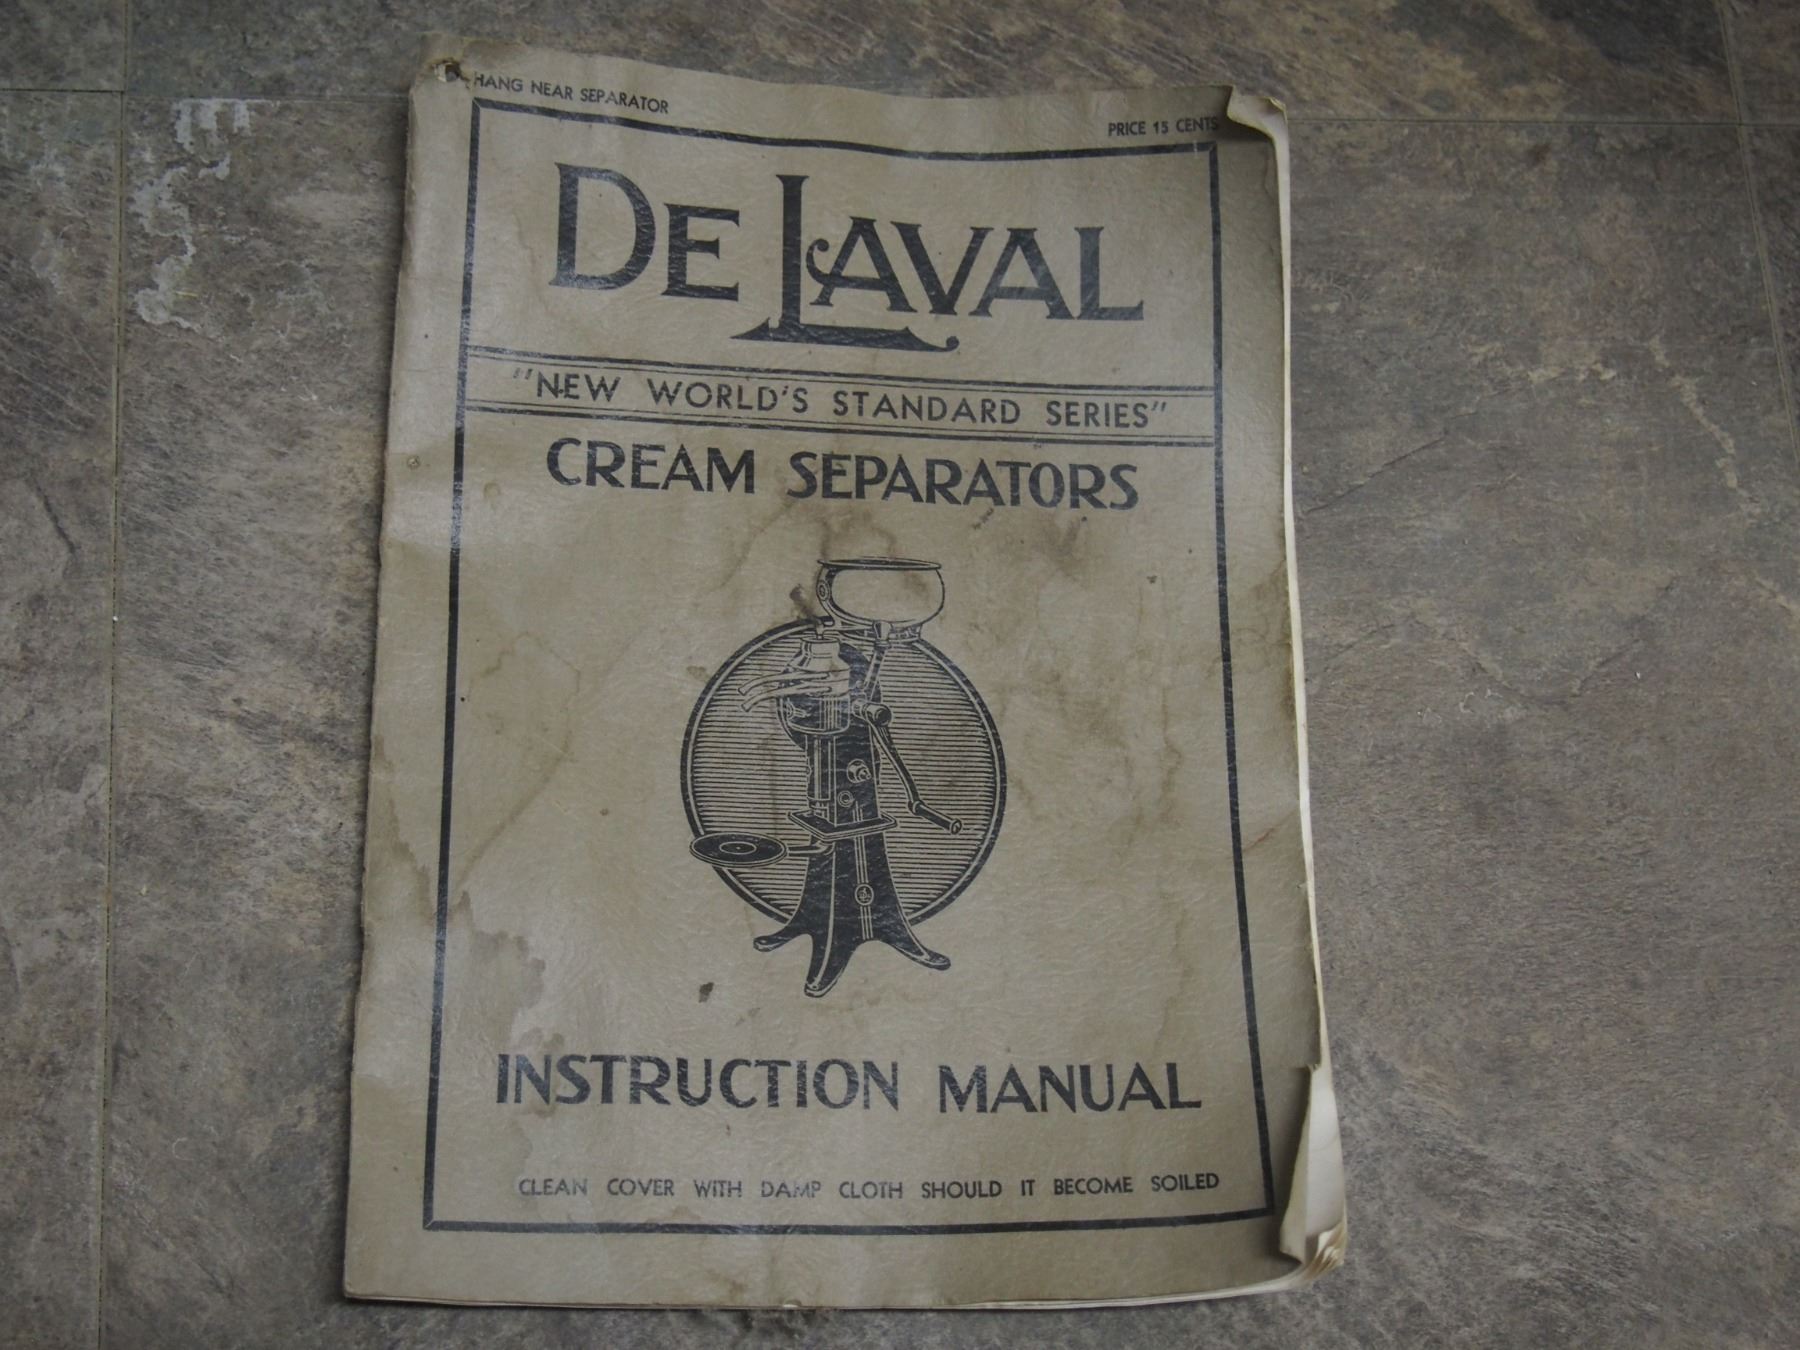 HANG NEAR SEPARATOR
PRICE 15 CENTS
DE LAVAL
"NEW WORLD'S STANDARD SERIES"
CREAM SEPARATORS
INSTRUCTION MANUAL
CLEAN COVER WITH DAMP CLOTH SHOULD IT BECOME SOILED